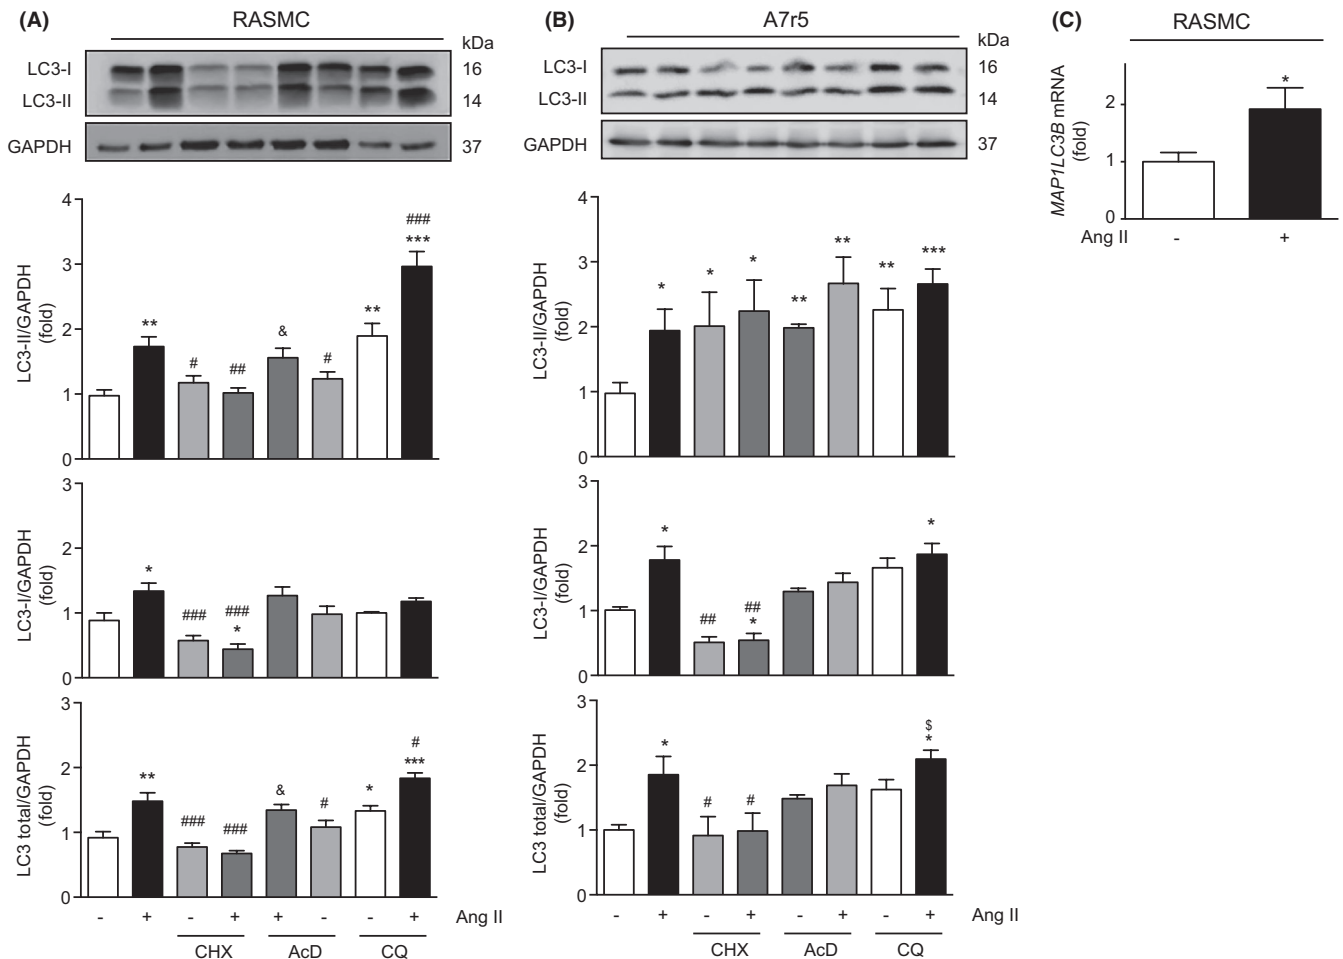 (A) RASMC
kDa
LC3-I 16
LC3-II 14
GAPDH 37
LC3-II/GAPDH
(fold)
4
3
2
1
0
** # ## & # ** ### ***
LC3-I/GAPDH
(fold)
3
2
1
0
* ### ### *
LC3 total/GAPDH
(fold)
3
2
1
0
** ### ### & # * # ***
- + - + + - - + Ang II
CHX AcD CQ
(B) A7r5
kDa
LC3-I 16
LC3-II 14
GAPDH 37
LC3-II/GAPDH
(fold)
4
3
2
1
0
* * * ** ** ** ***
LC3-I/GAPDH
(fold)
3
2
1
0
* ## ## * *
LC3 total/GAPDH
(fold)
3
2
1
0
* # # $ *
- + - + - + - + Ang II
CHX AcD CQ
(C) RASMC
MAP1LC3B mRNA
(fold)
2
1
0
*
Ang II - +